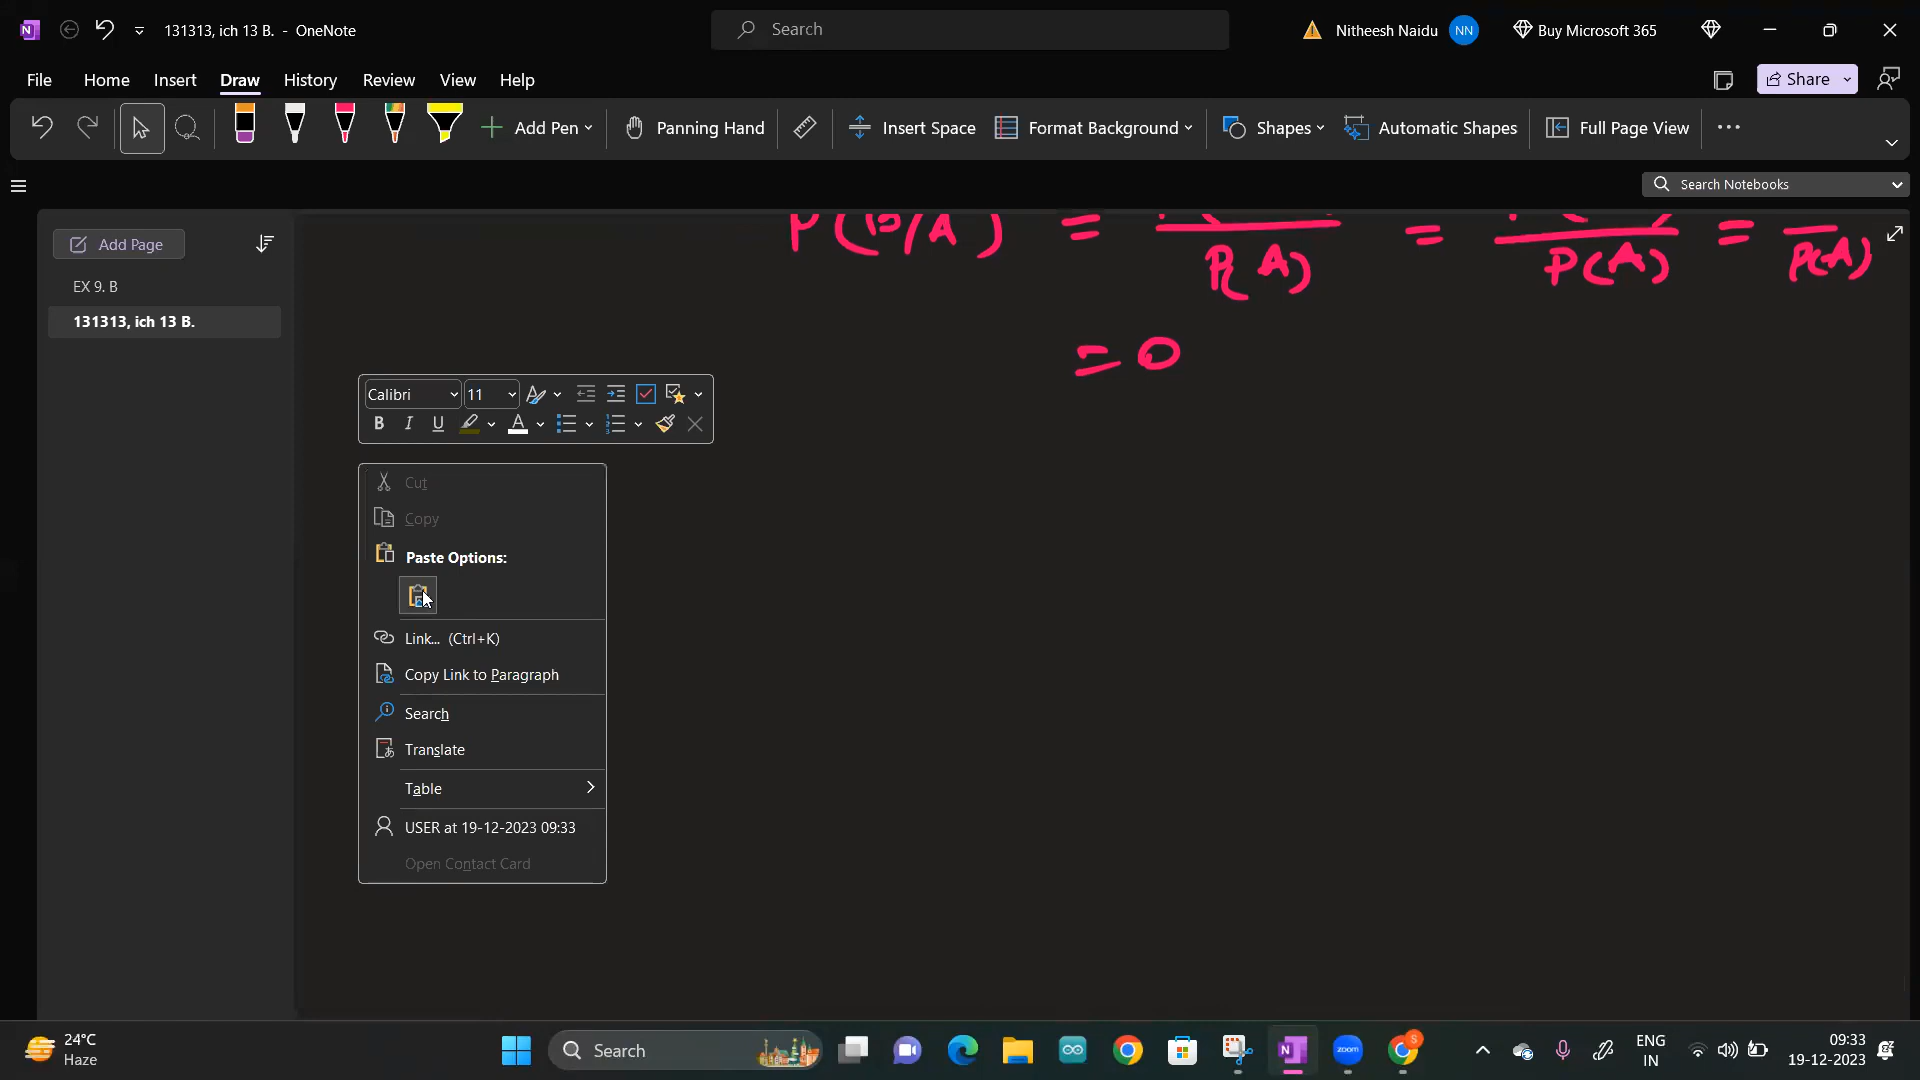 131313, ich 13 B. - OneNote
Search
Nitheesh Naidu
NN
Buy Microsoft 365
File
Home
Insert
Draw
History
Review
View
Help
Share
Add Pen
Panning Hand
Insert Space
Format Background
Shapes
Automatic Shapes
Full Page View
Search Notebooks
Add Page
EX 9. B
131313, ich 13 B.
P(B/A) = / P(A) = / P(A) = / P(A)
= 0
Calibri
11
B I U
Cut
Copy
Paste Options:
Link... (Ctrl+K)
Copy Link to Paragraph
Search
Translate
Table
USER at 19-12-2023 09:33
Open Contact Card
24°C
Haze
Search
zoom
S
ENG
IN
09:33
19-12-2023